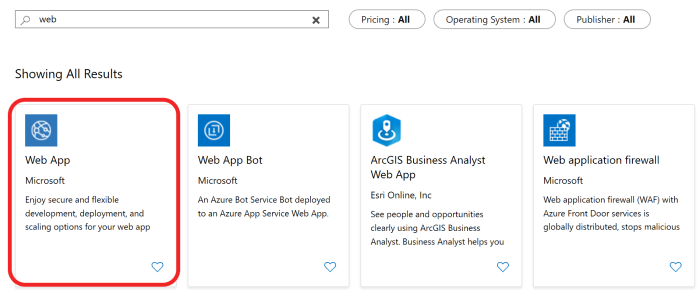 web
Pricing : All
Operating System : All
Publisher : All
Showing All Results
Web App
Microsoft
Enjoy secure and flexible
development, deployment, and
scaling options for your web app
Web App Bot
Microsoft
An Azure Bot Service Bot deployed
to an Azure App Service Web App.
ArcGIS Business Analyst
Web App
Esri Online, Inc
See people and opportunities
clearly using ArcGIS Business
Analyst. Business Analyst helps you
Web application firewall
Microsoft
Web application firewall (WAF) with
Azure Front Door services is
globally distributed, stops malicious